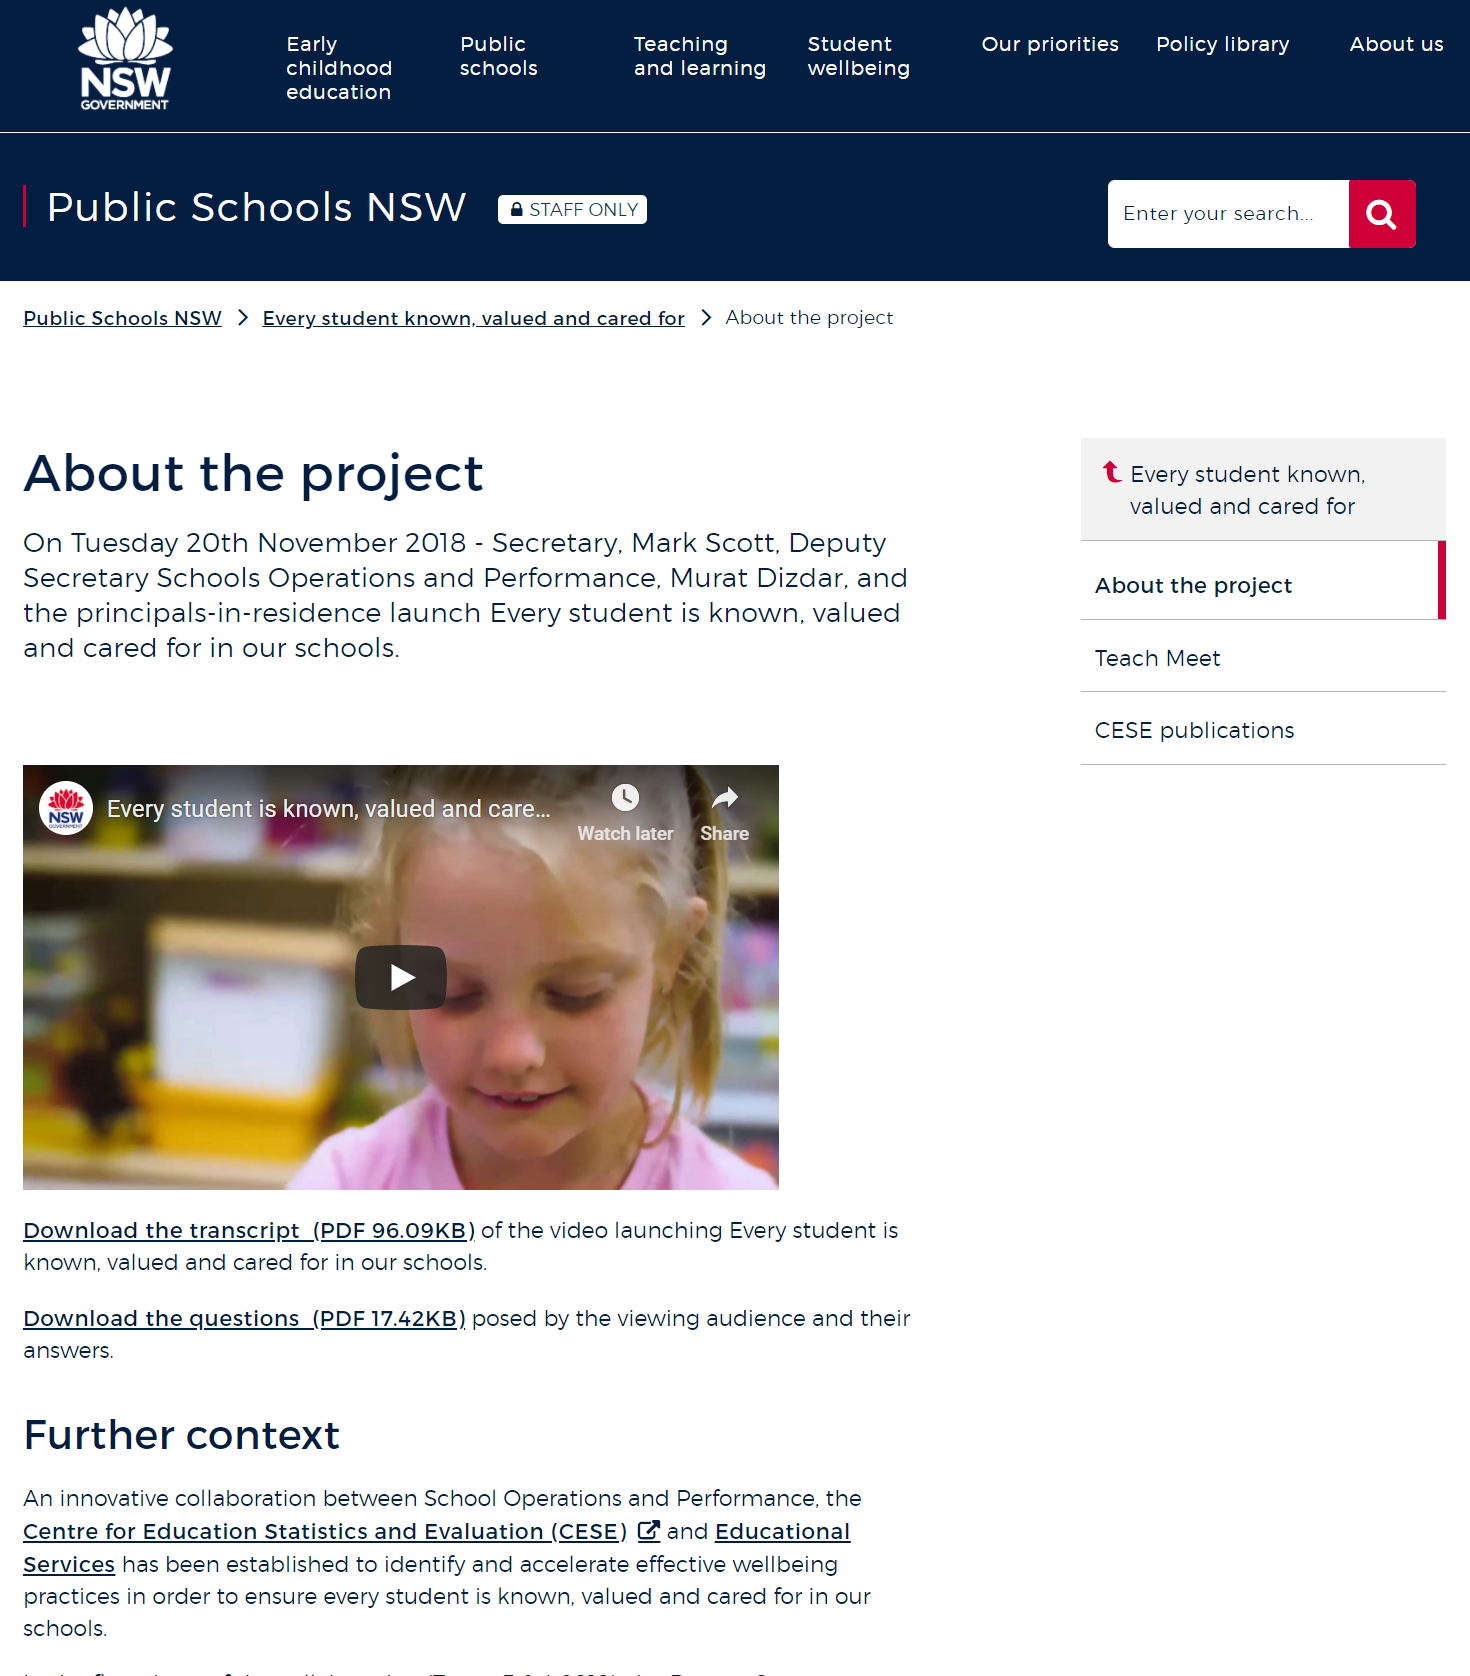 NSW
GOVERNMENT
Early
childhood
education
Public
schools
Teaching
and learning
Student
wellbeing
Our priorities
Policy library
About us
Public Schools NSW
STAFF ONLY
Enter your search...
Public Schools NSW > Every student known, valued and cared for > About the project
About the project
On Tuesday 20th November 2018 - Secretary, Mark Scott, Deputy
Secretary Schools Operations and Performance, Murat Dizdar, and
the principals-in-residence launch Every student is known, valued
and cared for in our schools.
Every student known,
valued and cared for
About the project
Teach Meet
CESE publications
NSW
GOVERNMENT
Every student is known, valued and care...
Watch later
Share
Download the transcript  (PDF 96.09KB) of the video launching Every student is
known, valued and cared for in our schools.
Download the questions  (PDF 17.42KB) posed by the viewing audience and their
answers.
Further context
An innovative collaboration between School Operations and Performance, the
Centre for Education Statistics and Evaluation (CESE) and Educational
Services has been established to identify and accelerate effective wellbeing
practices in order to ensure every student is known, valued and cared for in our
schools.